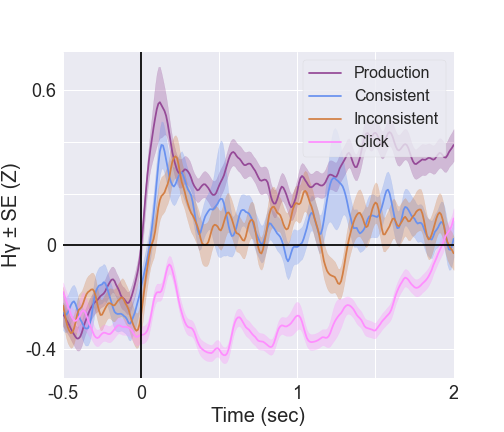 Production
Consistent
Inconsistent
Click
Hγ ± SE (Z)
0.6
0
-0.4
-0.5 0 1 2
Time (sec)